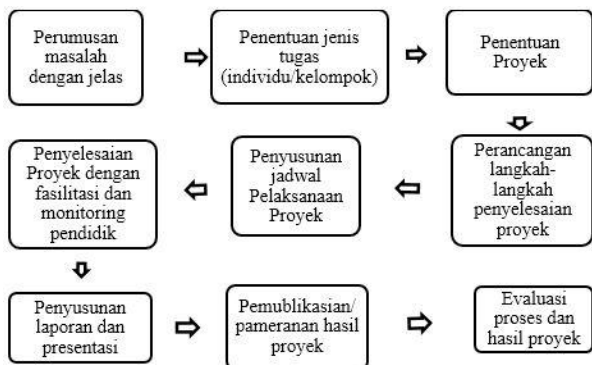 Perumusan
masalah
dengan jelas
Penentuan jenis
tugas
(individu/kelompok)
Penentuan
Proyek
Perancangan
langkah-
langkah
penyelesaian
proyek
Penyusunan
jadwal
Pelaksanaan
Proyek
Penyelesaian
Proyek dengan
fasilitasi dan
monitoring
pendidik
Penyusunan
laporan dan
presentasi
Pemublikasian/
pameranan hasil
proyek
Evaluasi
proses dan
hasil proyek